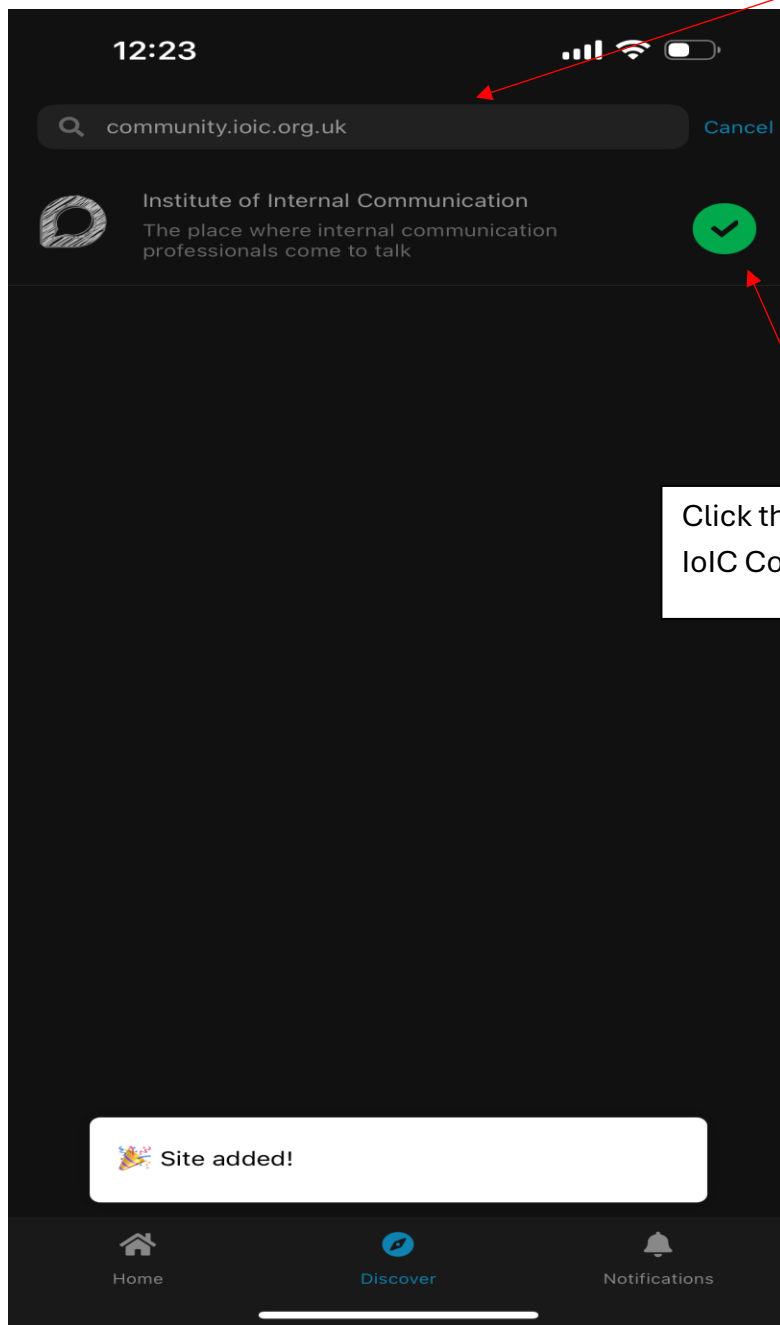 12:23
community.ioic.org.uk
Cancel
Institute of Internal Communication
The place where internal communication
professionals come to talk
Click th
IoIC Co
Site added!
Home
Discover
Notifications